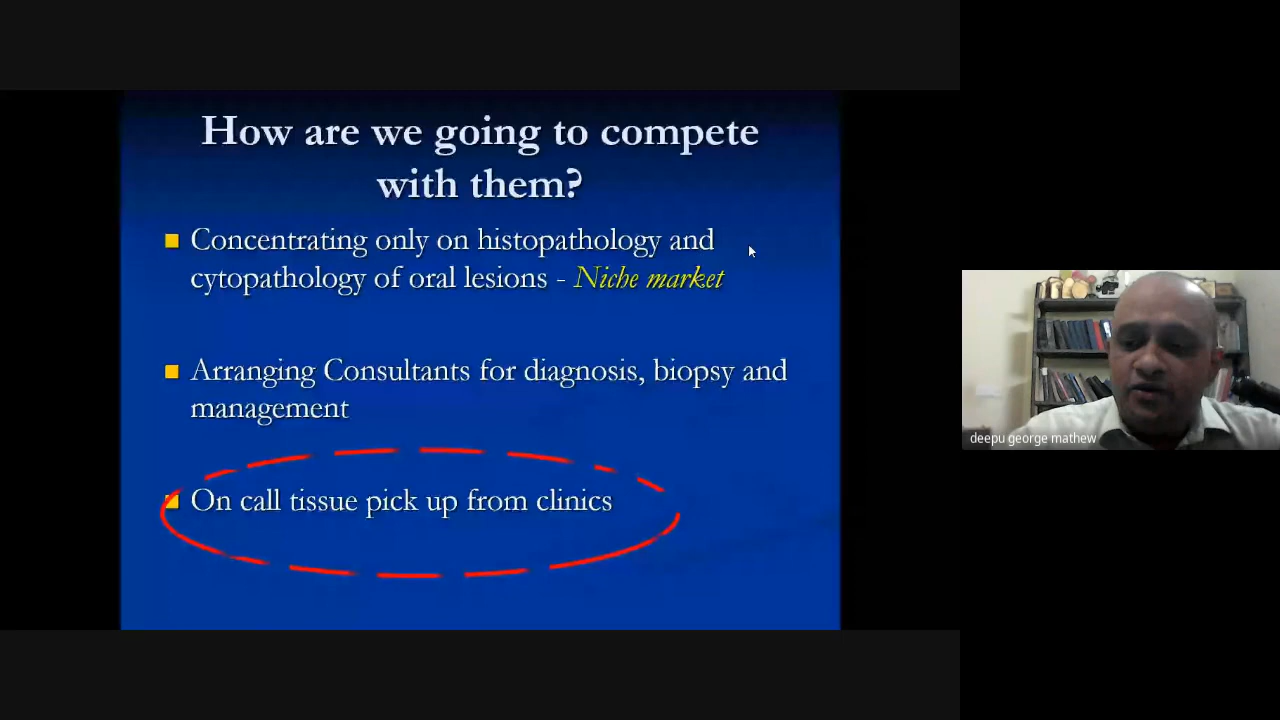 How are we going to compete
with them?
Concentrating only on histopathology and
cytopathology of oral lesions - Niche market
Arranging Consultants for diagnosis, biopsy and
management
On call tissue pick up from clinics
deepu george mathew